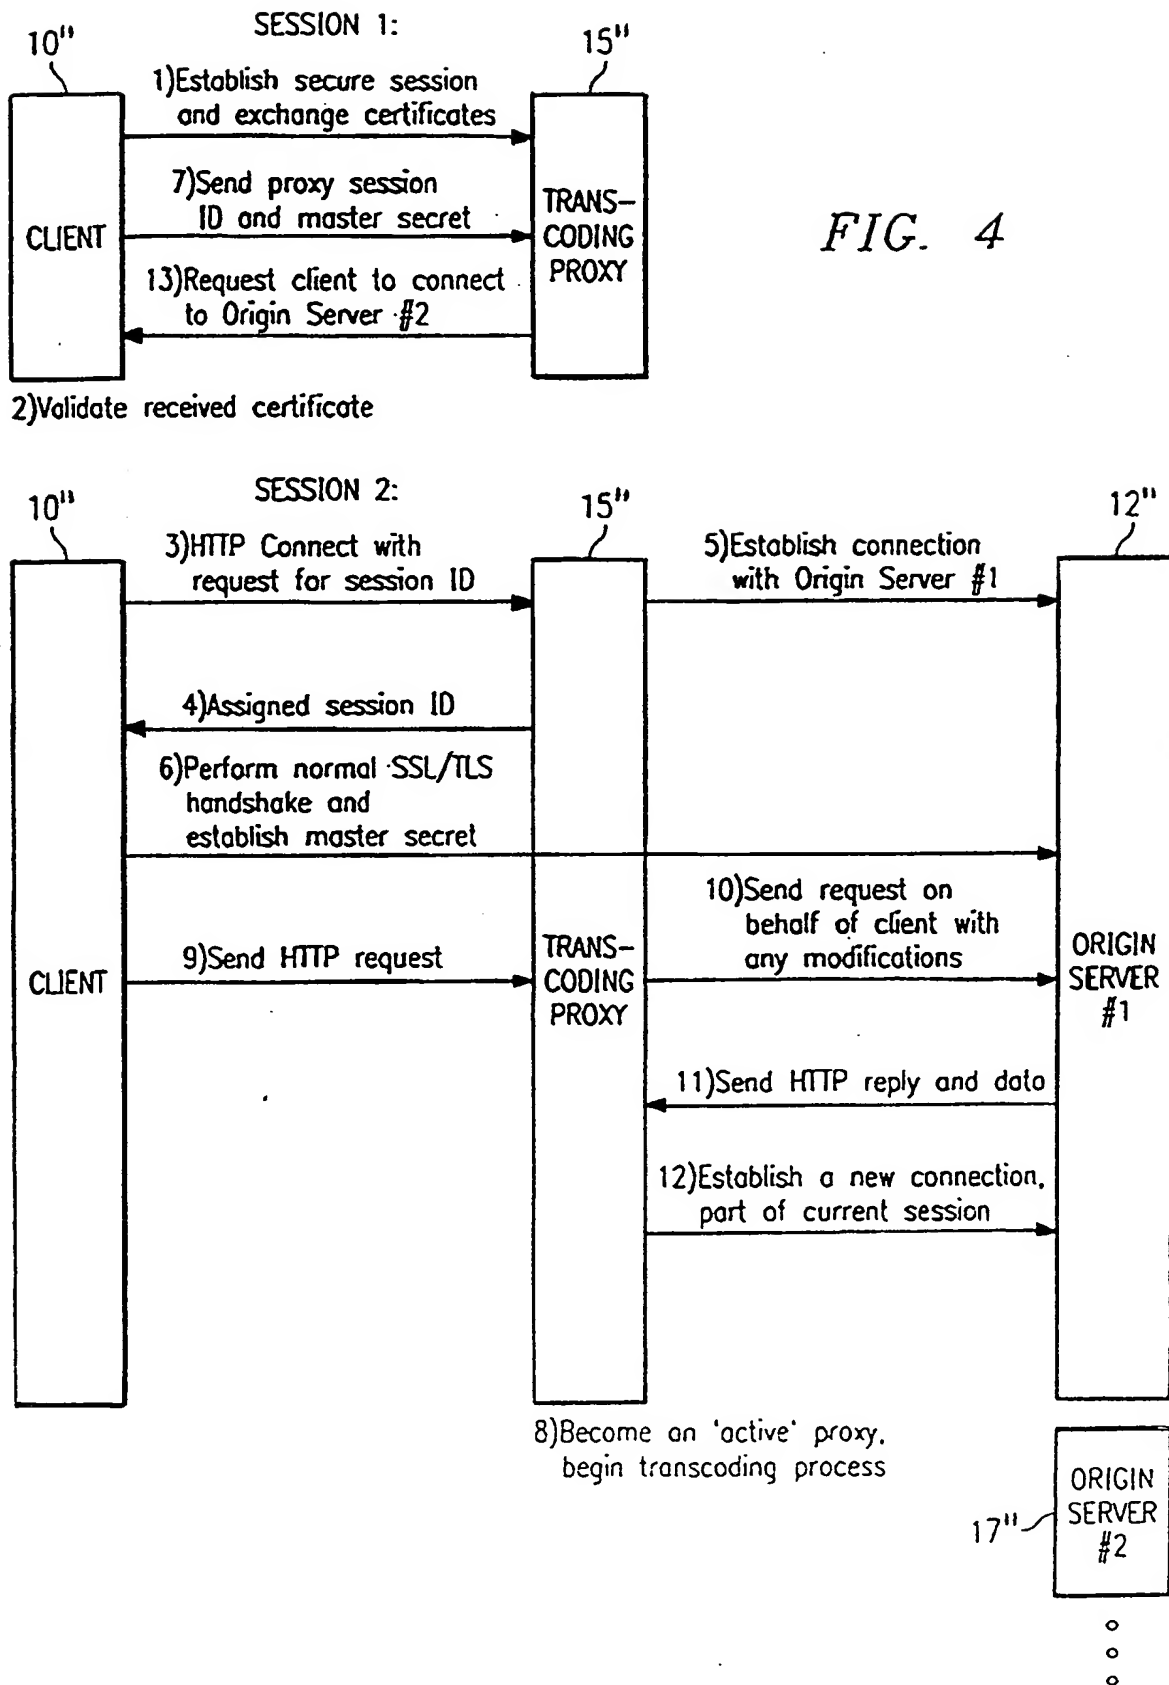 SESSION 1:
10"
15"
1)Establish secure session
and exchange certificates
7)Send proxy session
ID and master secret
CLIENT
TRANS-
CODING
PROXY
13)Request client to connect
to Origin Server #2
FIG. 4
2)Validate received certificate
SESSION 2:
10"
15"
12"
3)HTTP Connect with
request for session ID
5)Establish connection
with Origin Server #1
4)Assigned session ID
6)Perform normal SSL/TLS
handshake and
establish master secret
10)Send request on
behalf of client with
any modifications
9)Send HTTP request
CLIENT
TRANS-
CODING
PROXY
ORIGIN
SERVER
#1
11)Send HTTP reply and data
12)Establish a new connection,
part of current session
8)Become an 'active' proxy,
begin transcoding process
17"
ORIGIN
SERVER
#2